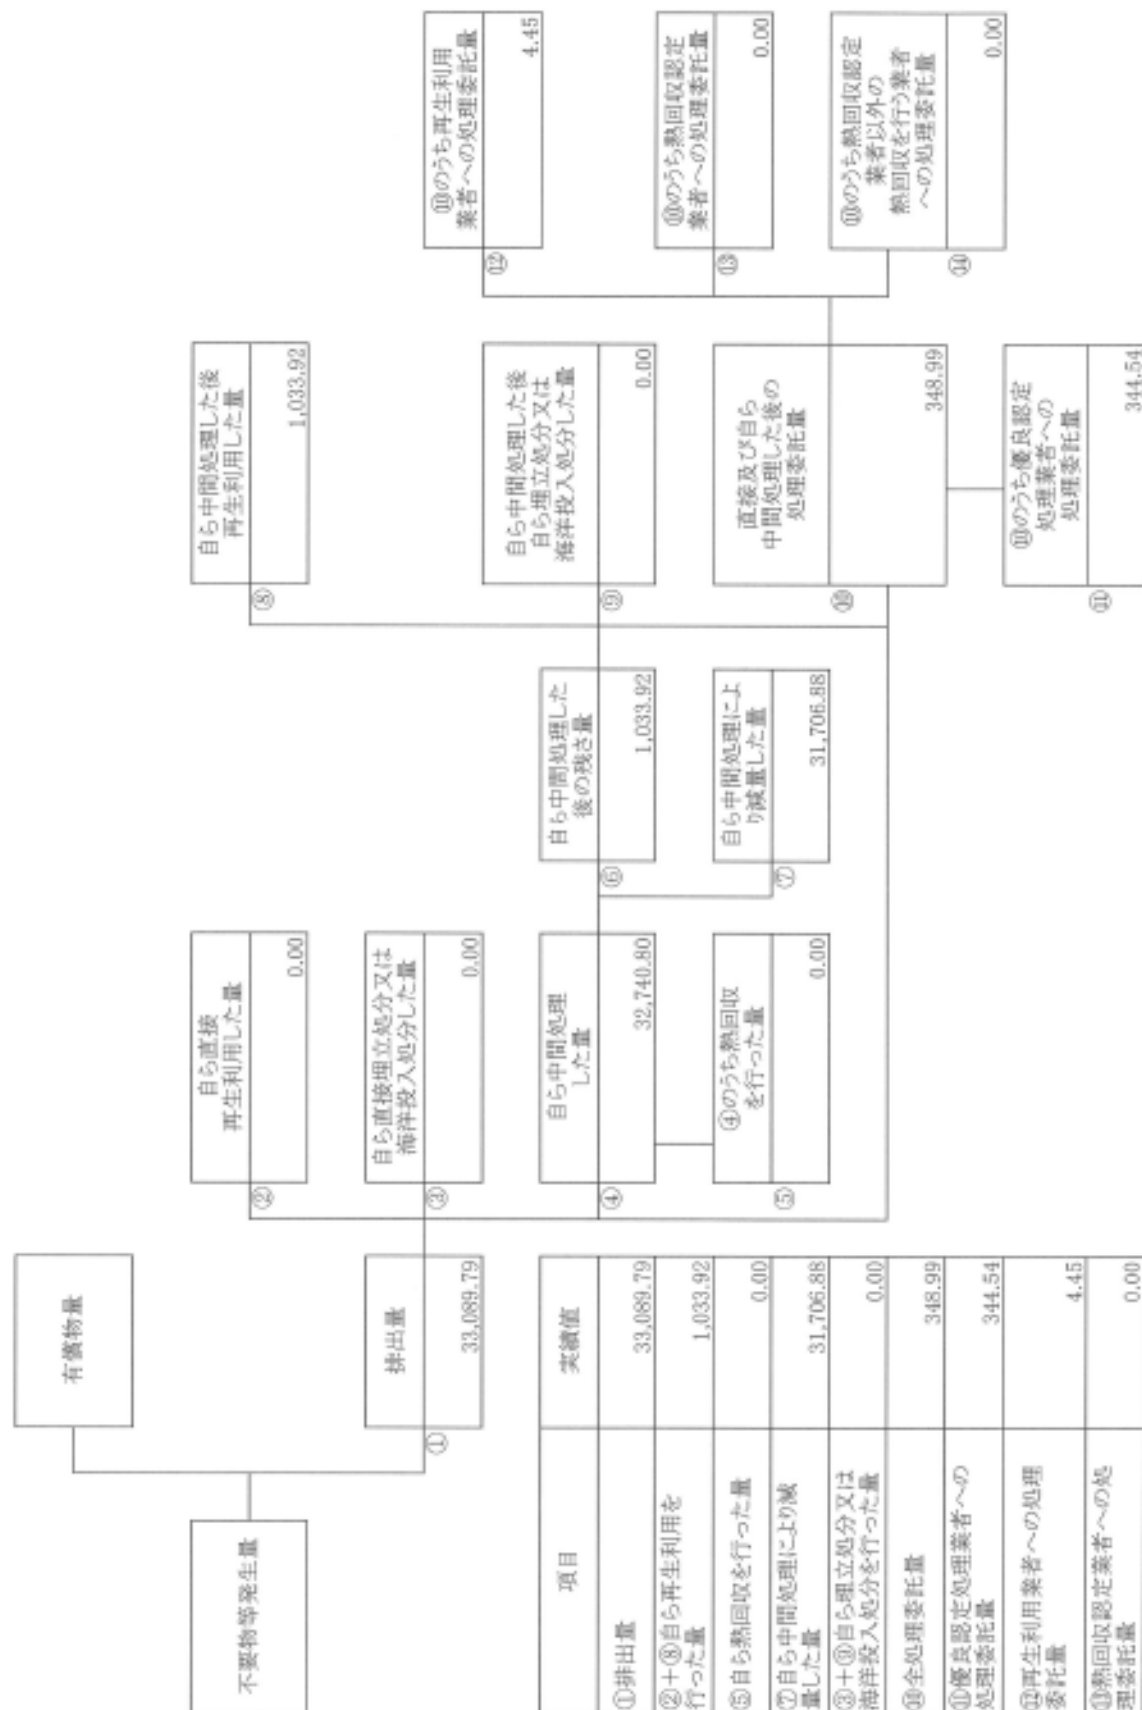 不要物等発生量
有償物量
①
排出量
33,089.79
②
自ら直接
再生利用した量
0.00
③
自ら直接埋立処分又は
海洋投入処分した量
0.00
④
自ら中間処理
した量
32,740.80
⑤
④のうち熱回収
を行った量
0.00
⑥
自ら中間処理した
後の残さ量
1,033.92
⑦
自ら中間処理によ
り減量した量
31,706.88
⑧
自ら中間処理した後
再生利用した量
1,033.92
⑨
自ら中間処理した後
自ら埋立処分又は
海洋投入処分した量
0.00
⑩
直接及び自ら
中間処理した後の
処理委託量
348.99
⑪
⑩のうち優良認定
処理業者への
処理委託量
344.54
⑫
⑩のうち再生利用
業者への処理委託量
4.45
⑬
⑩のうち熱回収認定
業者への処理委託量
0.00
⑭
⑩のうち熱回収認定
業者以外の
熱回収を行う業者
への処理委託量
0.00
項目 実績値
①排出量 33,089.79
②+⑧自ら再生利用を
行った量 1,033.92
⑤自ら熱回収を行った量 0.00
⑦自ら中間処理により減
量した量 31,706.88
③+⑨自ら埋立処分又は
海洋投入処分を行った量 0.00
⑩全処理委託量 348.99
⑪優良認定処理業者への
処理委託量 344.54
⑫再生利用業者への処理
委託量 4.45
⑬熱回収認定業者への処
理委託量 0.00